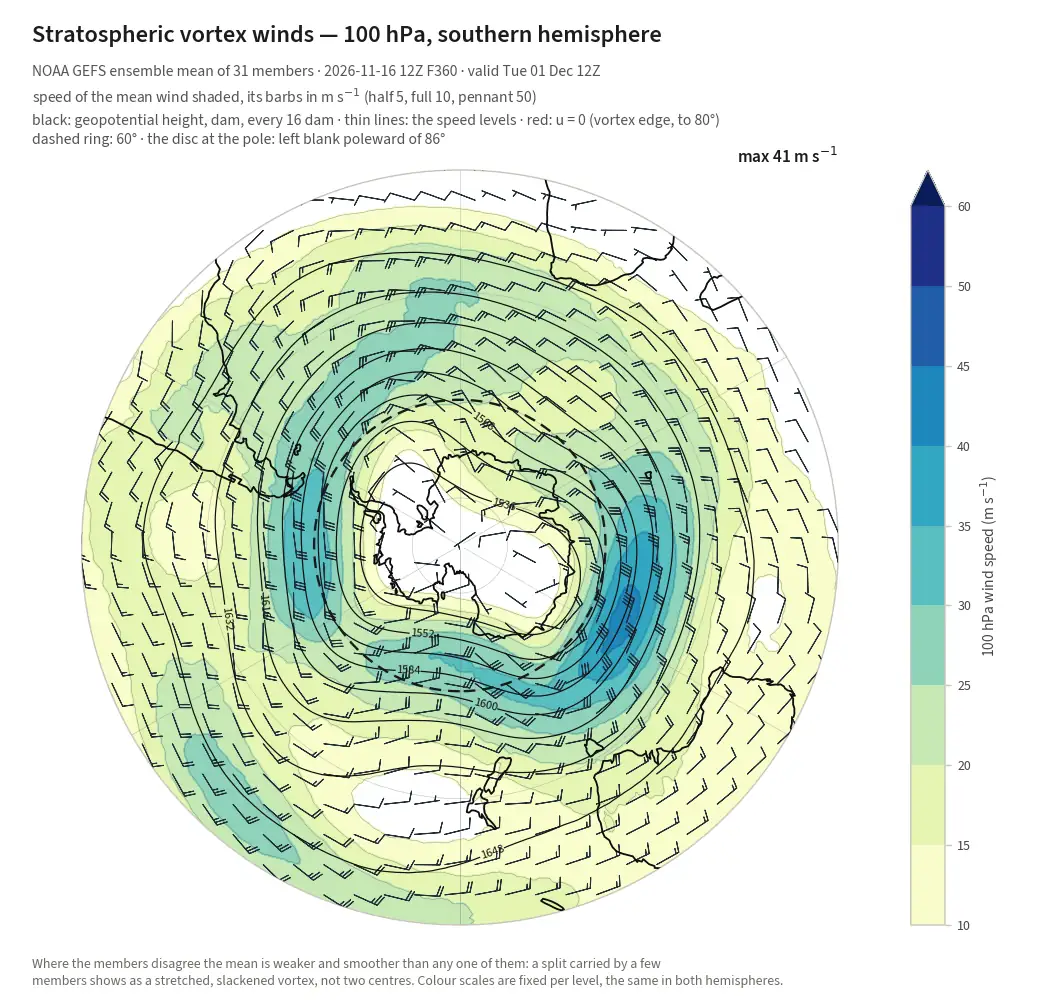 Stratospheric vortex winds — 100 hPa, southern hemisphere
NOAA GEFS ensemble mean of 31 members · 2026-11-16 12Z F360 · valid Tue 01 Dec 12Z
speed of the mean wind shaded, its barbs in m s⁻¹ (half 5, full 10, pennant 50)
black: geopotential height, dam, every 16 dam · thin lines: the speed levels · red: u = 0 (vortex edge, to 80°)
dashed ring: 60° · the disc at the pole: left blank poleward of 86°
max 41 m s⁻¹
60
50
45
40
35
30
25
20
15
10
100 hPa wind speed (m s⁻¹)
1536
1552
1584
1600
1632
1648
Where the members disagree the mean is weaker and smoother than any one of them: a split carried by a few
members shows as a stretched, slackened vortex, not two centres. Colour scales are fixed per level, the same in both hemispheres.